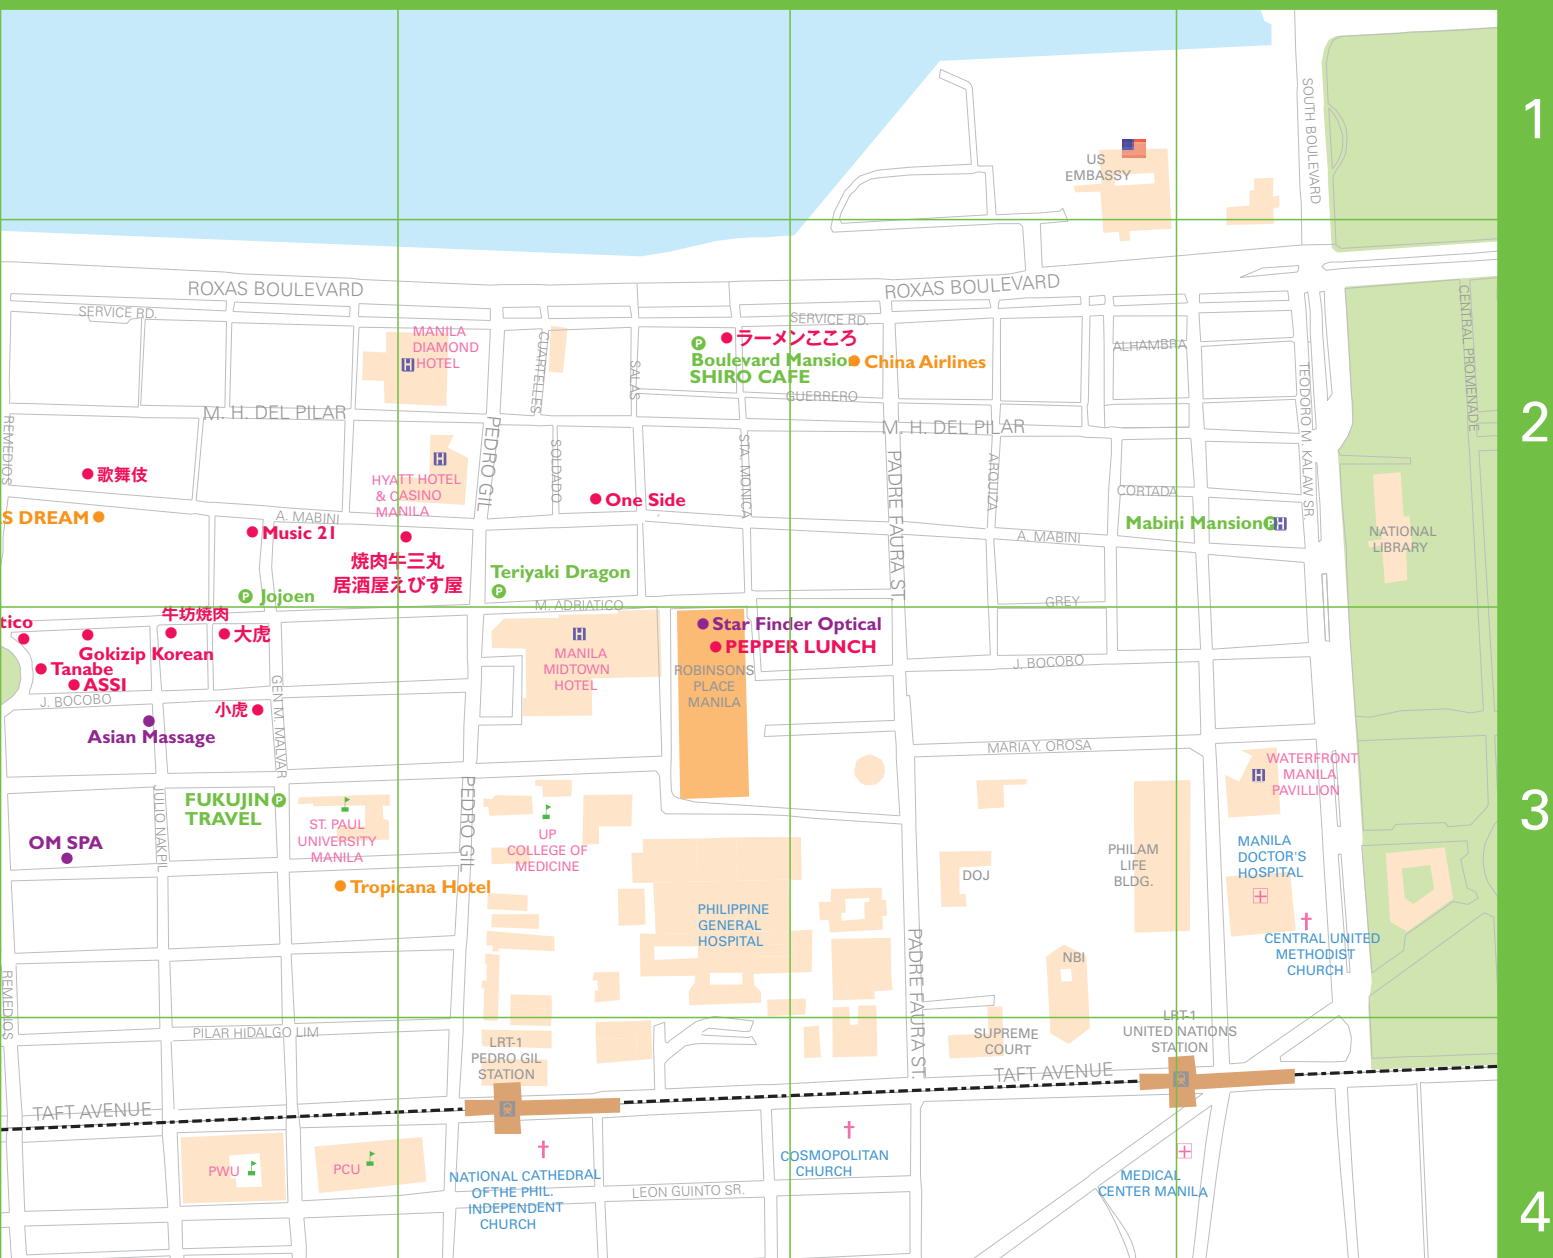 1
SOUTH BOULEVARD
US
EMBASSY
ROXAS BOULEVARD
ROXAS BOULEVARD
SERVICE RD.
SERVICE RD.
CENTRAL PROMENADE
MANILA
DIAMOND
HOTEL
CUARTELLES
SALAS
ラーメンこころ
Boulevard Mansion
SHIRO CAFE
China Airlines
ALHAMBRA
GUERRERO
TEODORO M. KALAW SR.
2
M. H. DEL PILAR
M. H. DEL PILAR
REMEDIOS
PEDRO GIL
SOLDADO
STA. MONICA
PADRE FAURA ST.
ARQUIZA
歌舞伎
HYATT HOTEL
& CASINO
MANILA
One Side
CORTADA
S DREAM
A. MABINI
Music 21
Mabini Mansion
A. MABINI
NATIONAL
LIBRARY
焼肉牛三丸
居酒屋えびす屋
Teriyaki Dragon
Jojoen
M. ADRIATICO
GREY
牛坊焼肉
tico
大虎
Star Finder Optical
PEPPER LUNCH
Gokizip Korean
Tanabe
ASSI
MANILA
MIDTOWN
HOTEL
ROBINSONS
PLACE
MANILA
J. BOCOBO
J. BOCOBO
GEN. M. MALVAR
小虎
Asian Massage
MARIA Y. OROSA
WATERFRONT
MANILA
PAVILLION
3
JULIO NAKPIL
FUKUJIN
TRAVEL
PEDRO GIL
ST. PAUL
UNIVERSITY
MANILA
UP
COLLEGE OF
MEDICINE
OM SPA
MANILA
DOCTOR'S
HOSPITAL
PHILAM
LIFE
BLDG.
DOJ
Tropicana Hotel
PHILIPPINE
GENERAL
HOSPITAL
PADRE FAURA ST.
NBI
CENTRAL UNITED
METHODIST
CHURCH
REMEDIOS
PILAR HIDALGO LIM
LRT-1
PEDRO GIL
STATION
SUPREME
COURT
LRT-1
UNITED NATIONS
STATION
TAFT AVENUE
TAFT AVENUE
PWU
PCU
NATIONAL CATHEDRAL
OF THE PHIL.
INDEPENDENT
CHURCH
COSMOPOLITAN
CHURCH
LEON GUINTO SR.
MEDICAL
CENTER MANILA
4